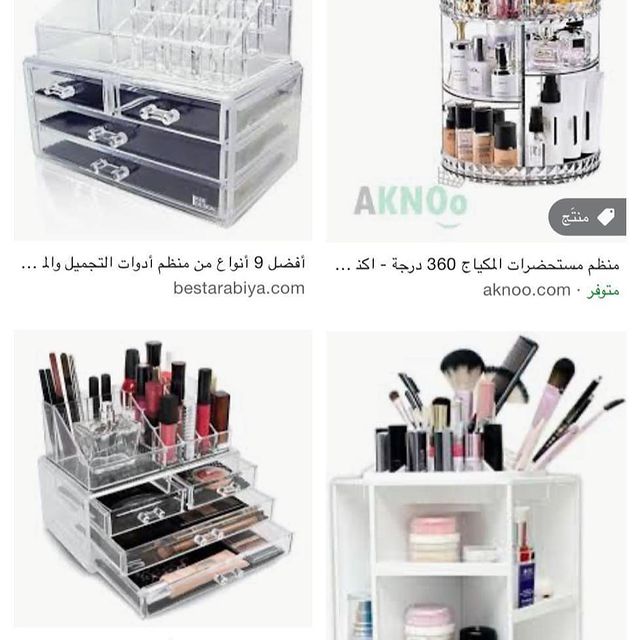 AKNOo
منتَج
أفضل 9 أنواع من منظم أدوات التجميل والم ...
bestarabiya.com
منظم مستحضرات المكياج 360 درجة - اكن ...
متوفر · aknoo.com